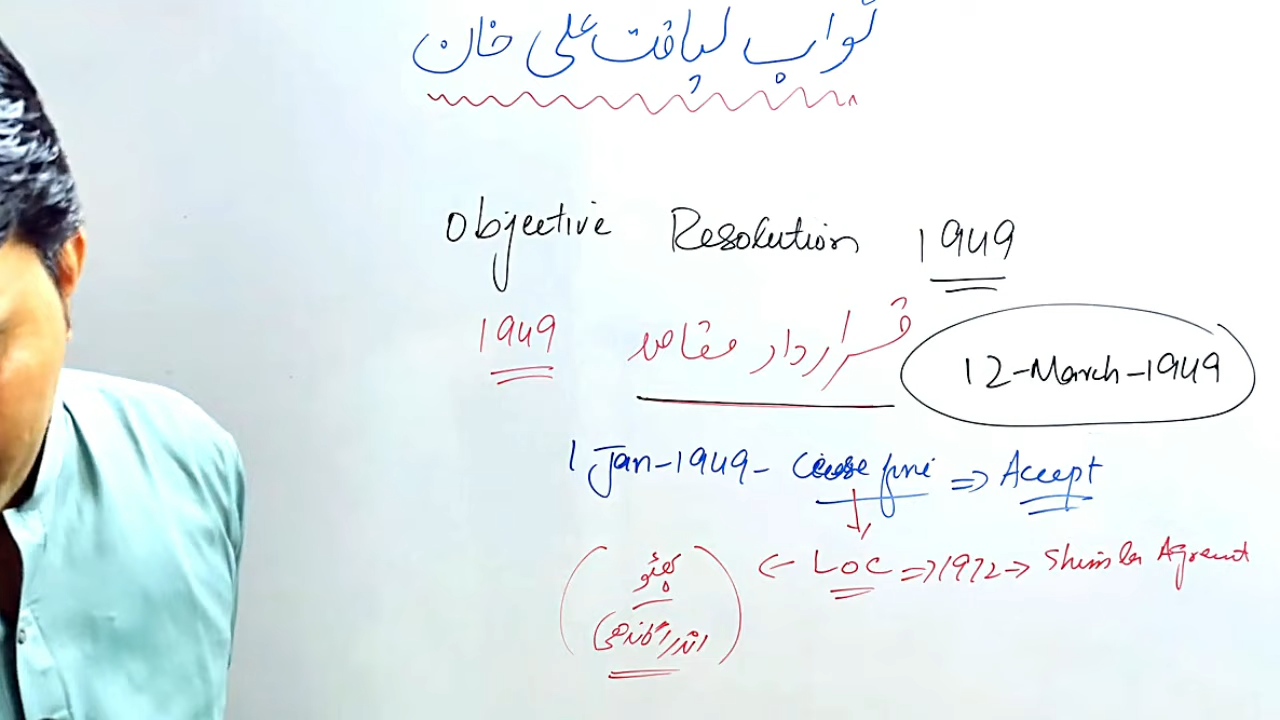 نواب لیاقت علی خان
Objective Resolution 1949
قرارداد مقاصد 1949
12-March-1949
1 Jan-1949- Cease fire => Accept
<- LOC => 1972 -> Shimla Agreement
بھٹو
اندرا گاندھی